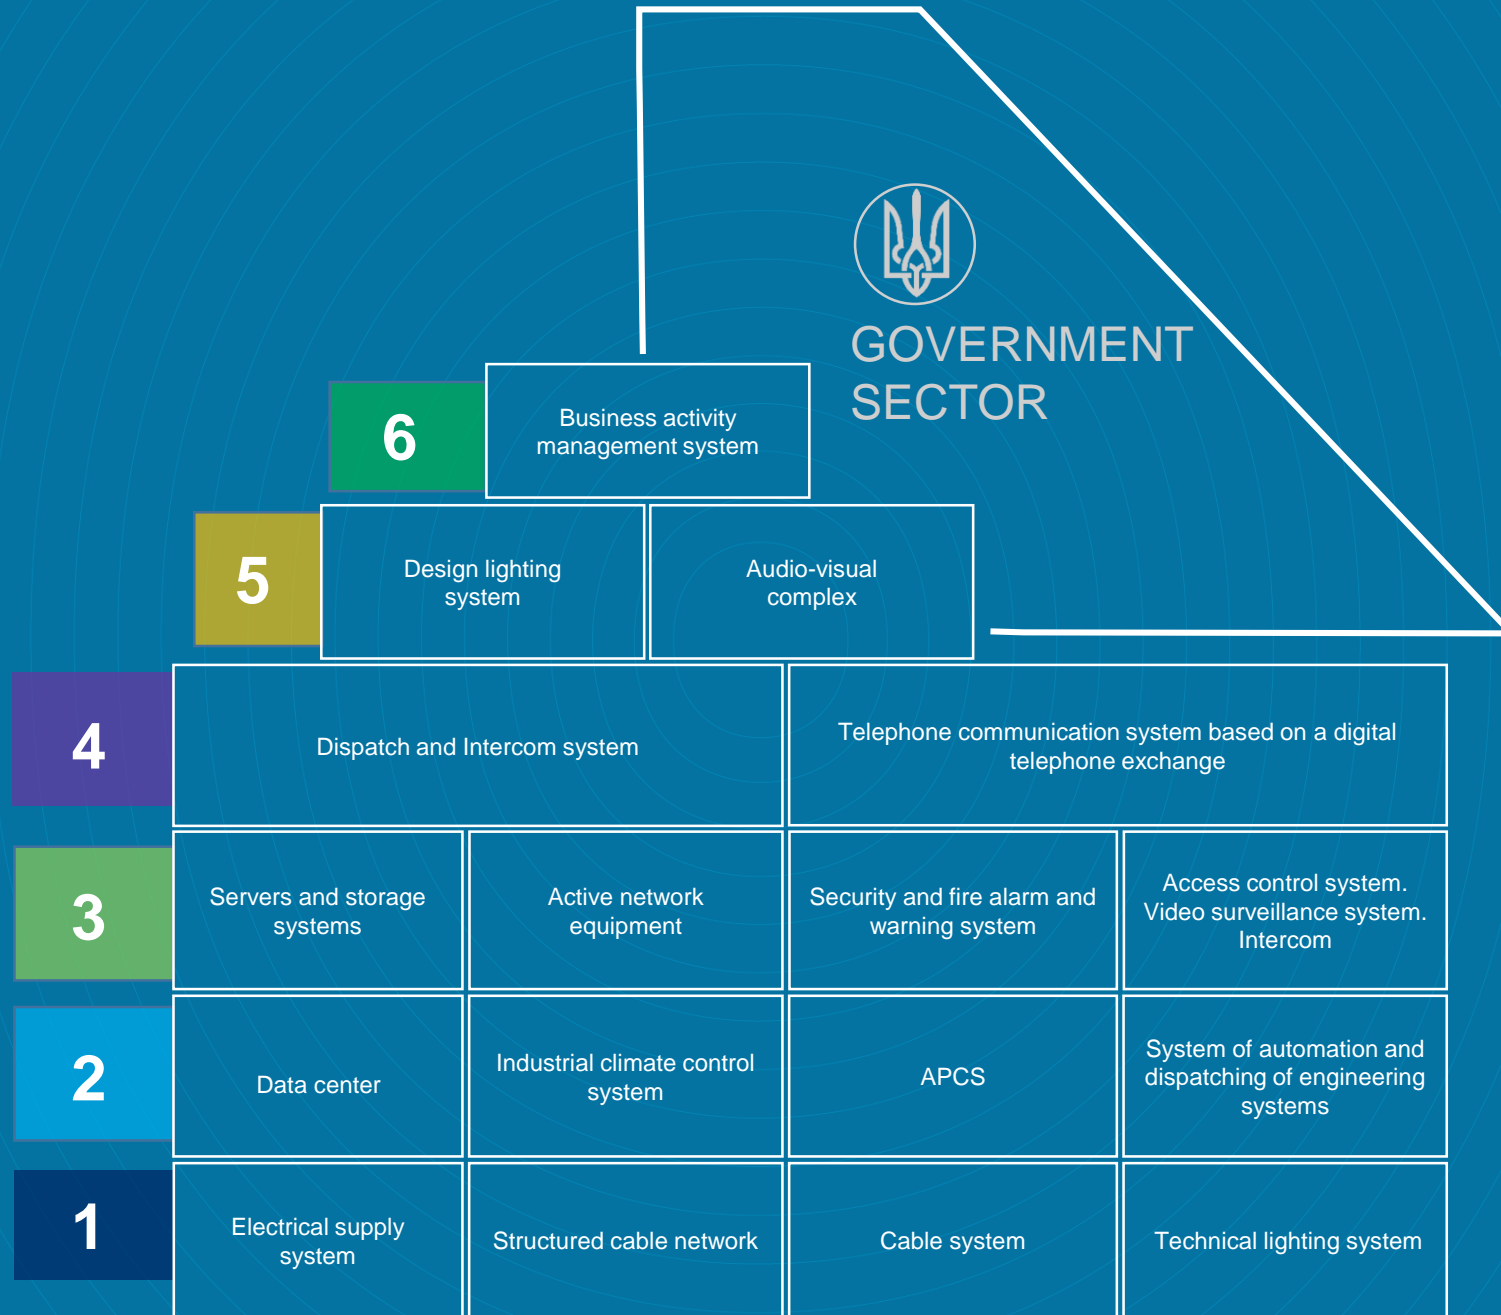 GOVERNMENT
SECTOR
6
Business activity
management system
5
Design lighting
system
Audio-visual
complex
4
Dispatch and Intercom system
Telephone communication system based on a digital
telephone exchange
3
Servers and storage
systems
Active network
equipment
Security and fire alarm and
warning system
Access control system.
Video surveillance system.
Intercom
2
Data center
Industrial climate control
system
APCS
System of automation and
dispatching of engineering
systems
1
Electrical supply
system
Structured cable network
Cable system
Technical lighting system